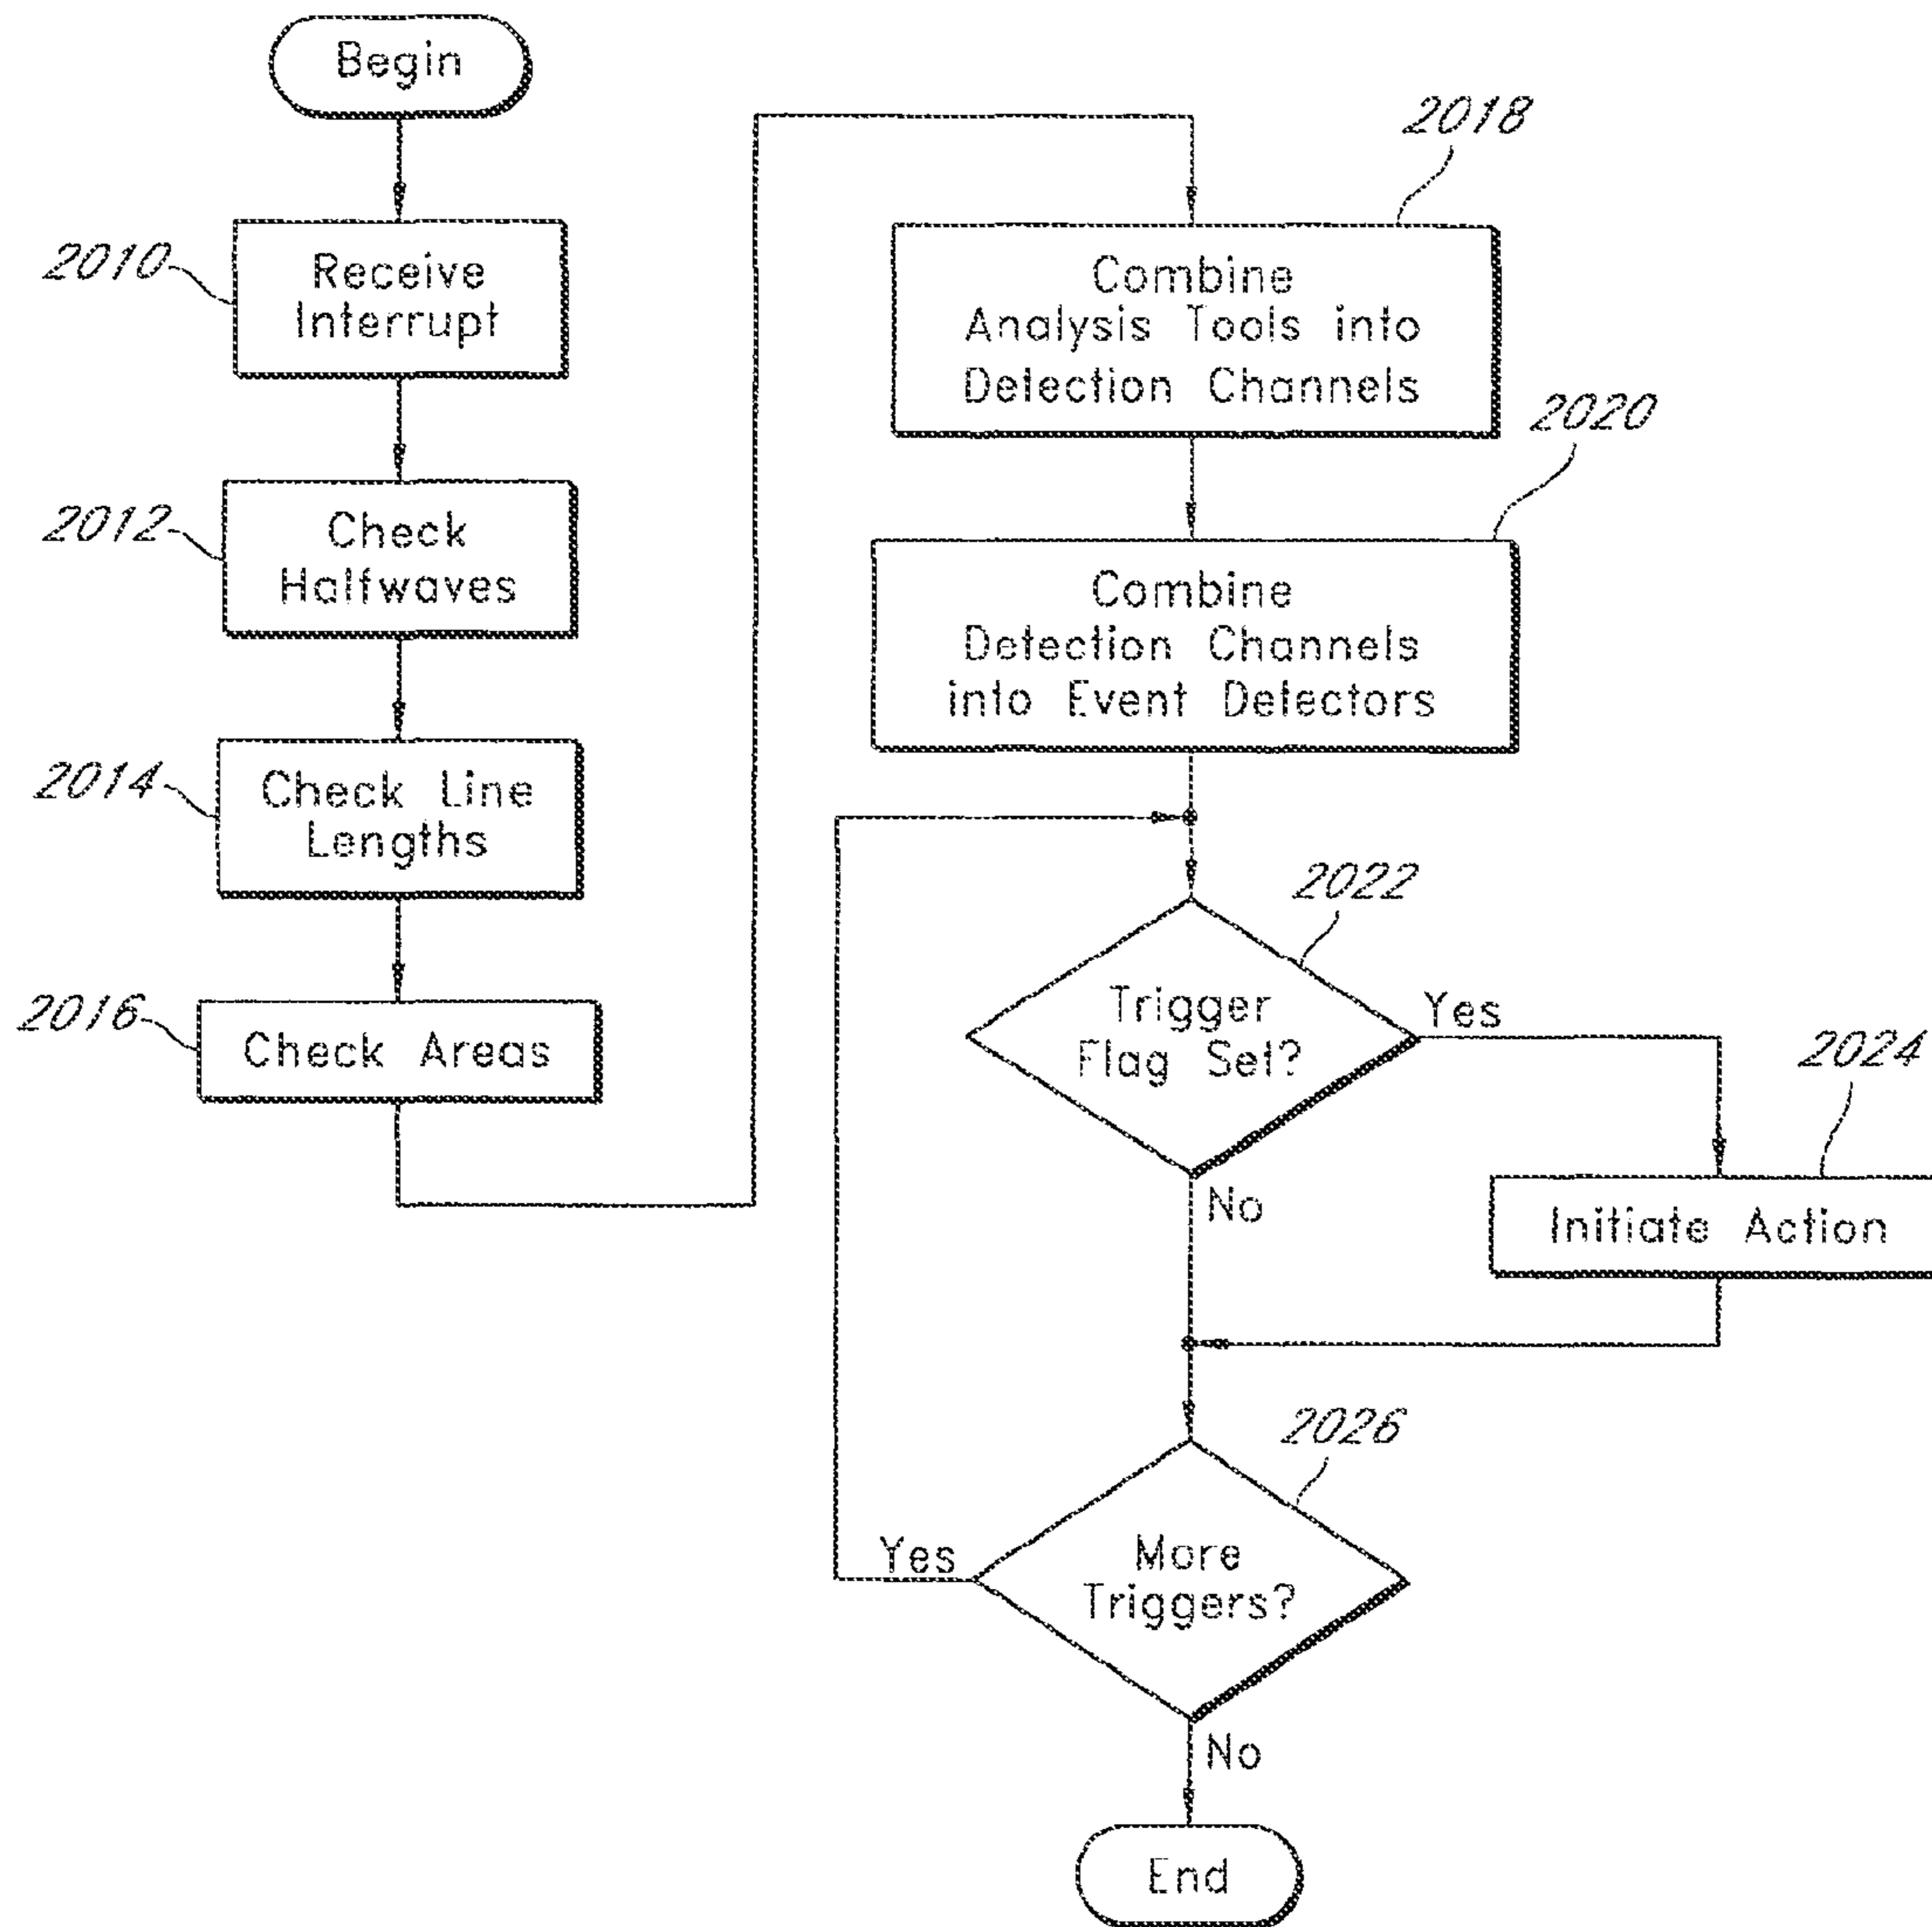 Begin
2010
Receive
Interrupt
2012
Check
Halfwaves
2014
Check Line
Lengths
2016
Check Areas
2018
Combine
Analysis Tools into
Detection Channels
2020
Combine
Detection Channels
into Event Detectors
2022
Trigger
Flag Set?
Yes
No
2024
Initiate Action
2026
More
Triggers?
Yes
No
End